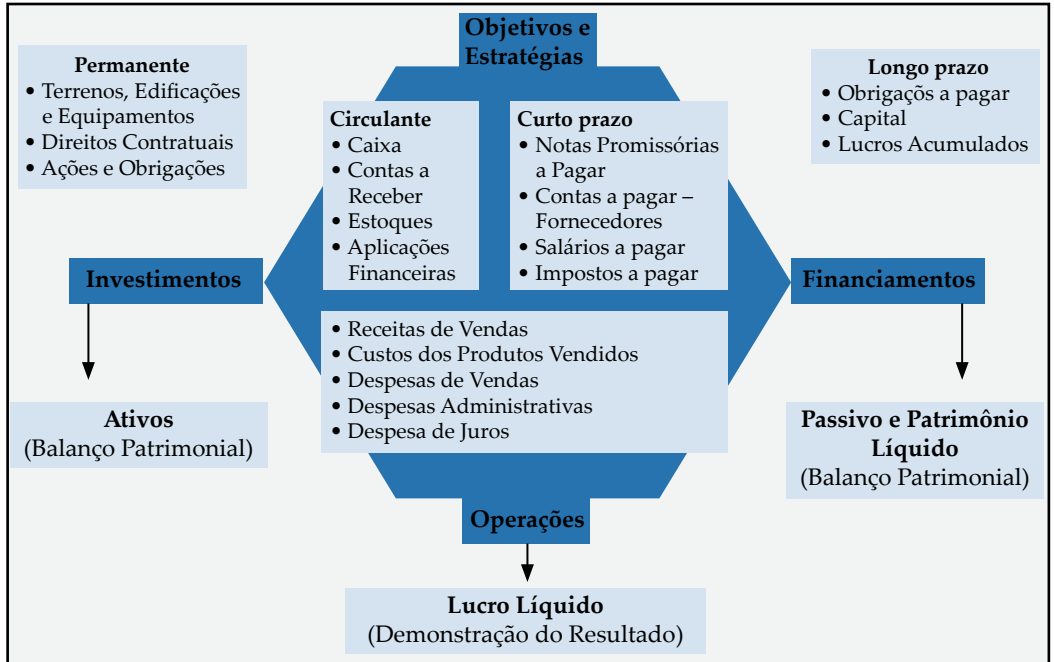 Objetivos e
Estratégias
Permanente
• Terrenos, Edificações
e Equipamentos
• Direitos Contratuais
• Ações e Obrigações
Circulante
• Caixa
• Contas a
Receber
• Estoques
• Aplicações
Financeiras
Curto prazo
• Notas Promissórias
a Pagar
• Contas a pagar –
Fornecedores
• Salários a pagar
• Impostos a pagar
Longo prazo
• Obrigaçõs a pagar
• Capital
• Lucros Acumulados
Investimentos
Financiamentos
• Receitas de Vendas
• Custos dos Produtos Vendidos
• Despesas de Vendas
• Despesas Administrativas
• Despesa de Juros
Ativos
(Balanço Patrimonial)
Passivo e Patrimônio
Líquido
(Balanço Patrimonial)
Operações
Lucro Líquido
(Demonstração do Resultado)